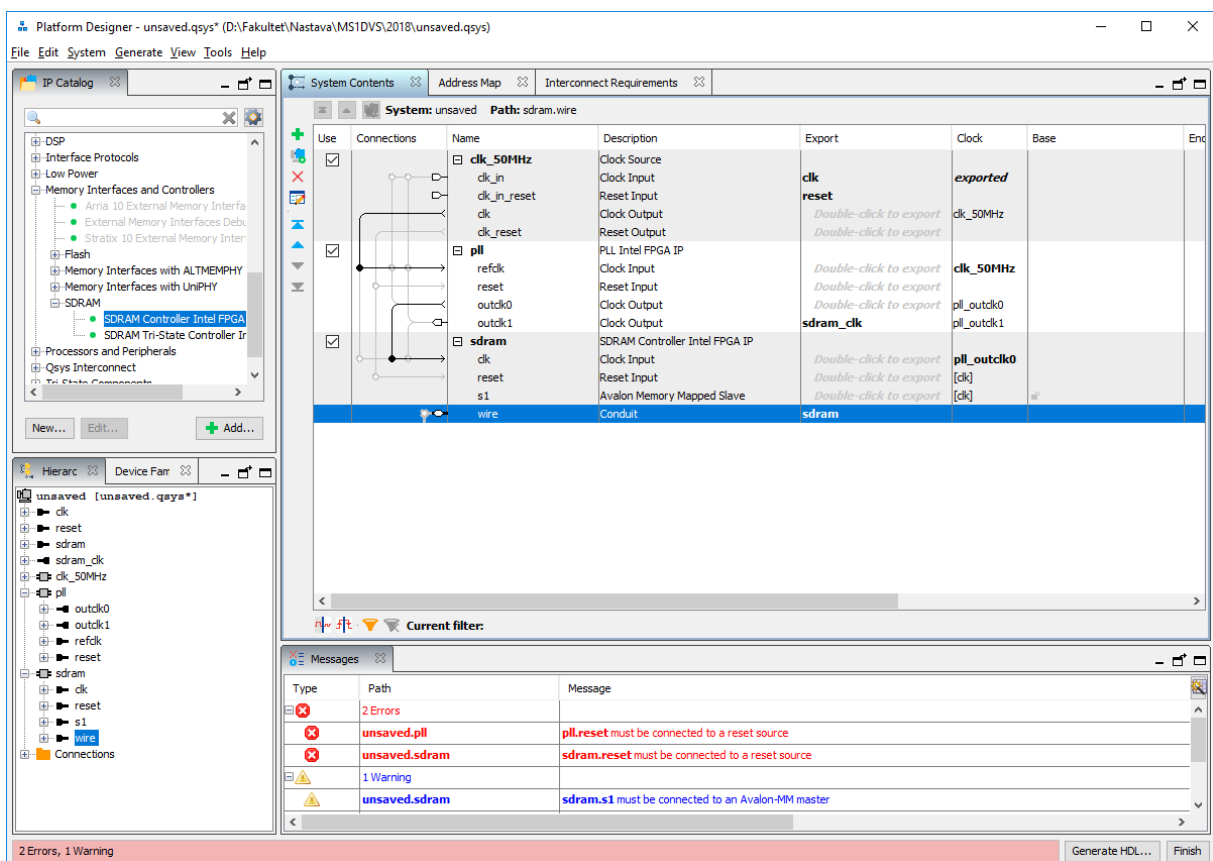 Platform Designer - unsaved.qsys* (D:\Fakultet\Nastava\MS1DVS\2018\unsaved.qsys)
File Edit System Generate View Tools Help
IP Catalog
DSP
Interface Protocols
Low Power
Memory Interfaces and Controllers
Arria 10 External Memory Interfa
External Memory Interfaces Debu
Stratix 10 External Memory Inter
Flash
Memory Interfaces with ALTMEMPHY
Memory Interfaces with UniPHY
SDRAM
SDRAM Controller Intel FPGA
SDRAM Tri-State Controller Ir
Processors and Peripherals
Qsys Interconnect
Tri-State Components
New... Edit... Add...
Hierarc Device Fam
unsaved [unsaved.qsys*]
clk
reset
sdram
sdram_clk
clk_50MHz
pll
outclk0
outclk1
refclk
reset
sdram
clk
reset
s1
wire
Connections
System Contents Address Map Interconnect Requirements
System: unsaved Path: sdram.wire
Use Connections Name Description Export Clock Base End
clk_50MHz Clock Source
clk_in Clock Input clk exported
clk_in_reset Reset Input reset
clk Clock Output Double-click to export clk_50MHz
clk_reset Reset Output Double-click to export
pll PLL Intel FPGA IP
refclk Clock Input Double-click to export clk_50MHz
reset Reset Input Double-click to export
outclk0 Clock Output Double-click to export pll_outclk0
outclk1 Clock Output sdram_clk pll_outclk1
sdram SDRAM Controller Intel FPGA IP
clk Clock Input Double-click to export pll_outclk0
reset Reset Input Double-click to export [clk]
s1 Avalon Memory Mapped Slave Double-click to export [clk]
wire Conduit sdram
Current filter:
Messages
Type Path Message
2 Errors
unsaved.pll pll.reset must be connected to a reset source
unsaved.sdram sdram.reset must be connected to a reset source
1 Warning
unsaved.sdram sdram.s1 must be connected to an Avalon-MM master
2 Errors, 1 Warning
Generate HDL... Finish